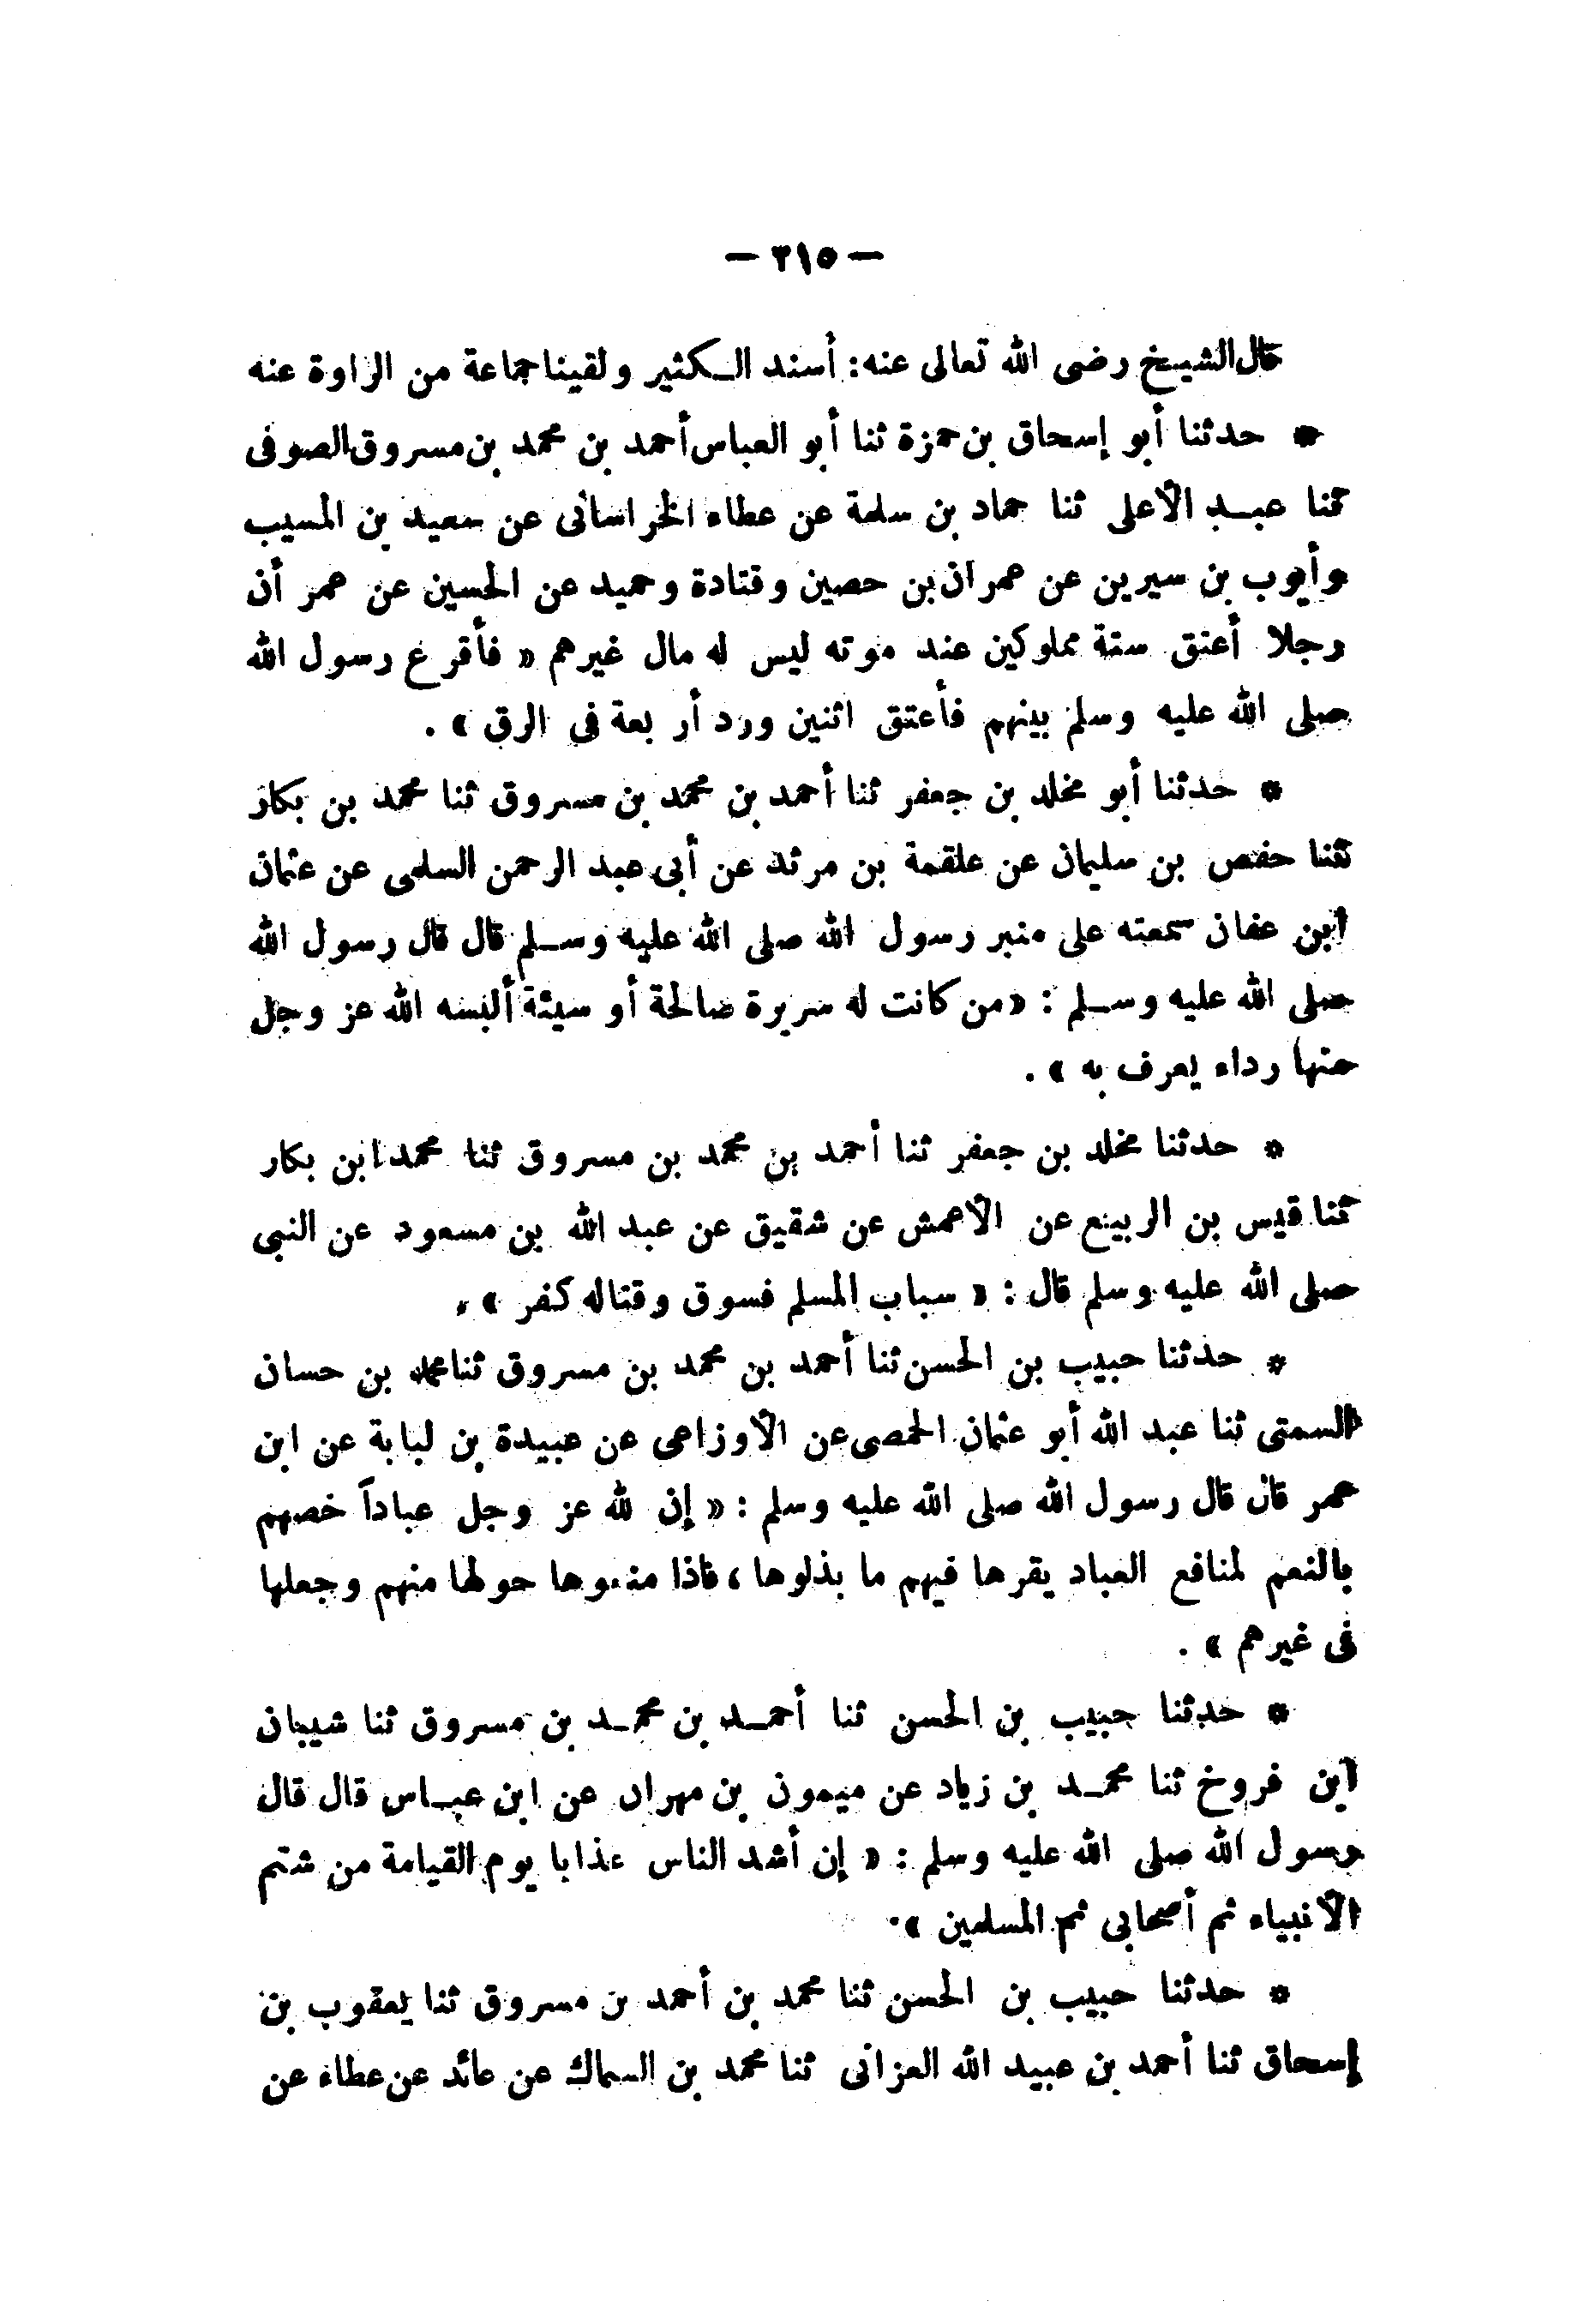 — ٢١٥ —
قال الشيخ رضى الله تعالى عنه: أسند الكثير ولقينا جماعة من الراوة عنه
* حدثنا أبو إسحاق بن حمزة ثنا أبو العباس أحمد بن محمد بن مسروق الصوفى
ثنا عبد الأعلى ثنا حماد بن سلمة عن عطاء الخراسانى عن سعيد بن المسيب
وأيوب بن سيرين عن عمران بن حصين وقتادة وحميد عن الحسين عن عمر أن
رجلا أعتق ستة مملوكين عند موته ليس له مال غيرهم « فأقرع رسول الله
صلى الله عليه وسلم بينهم فأعتق اثنين ورد أربعة فى الرق » .
* حدثنا أبو مخلد بن جعفر ثنا أحمد بن محمد بن مسروق ثنا محمد بن بكار
ثنا حفص بن سليمان عن علقمة بن مرثد عن أبى عبد الرحمن السلمى عن عثمان
ابن عفان سمعته على منبر رسول الله صلى الله عليه وسلم قال قال رسول الله
صلى الله عليه وسلم : « من كانت له سريرة صالحة أو سيئة ألبسه الله عز وجل
منها رداء يعرف به » .
* حدثنا مخلد بن جعفر ثنا أحمد بن محمد بن مسروق ثنا محمد ابن بكار
ثنا قيس بن الربيع عن الأعمش عن شقيق عن عبد الله بن مسعود عن النبى
صلى الله عليه وسلم قال : « سباب المسلم فسوق وقتاله كفر » .
* حدثنا حبيب بن الحسن ثنا أحمد بن محمد بن مسروق ثنا محمد بن حسان
السمتى ثنا عبد الله أبو عثمان الحمصى عن الأوزاعى عن عبيدة بن لبابة عن ابن
عمر قال قال رسول الله صلى الله عليه وسلم : « إن لله عز وجل عباداً خصهم
بالنعم لمنافع العباد يقرها فيهم ما بذلوها ، فاذا منعوها حولها منهم وجعلها
فى غيرهم » .
* حدثنا حبيب بن الحسن ثنا أحمد بن محمد بن مسروق ثنا شيبان
ابن فروخ ثنا محمد بن زياد عن ميمون بن مهران عن ابن عباس قال قال
رسول الله صلى الله عليه وسلم : « إن أشد الناس عذابا يوم القيامة من شتم
الأنبياء ثم أصحابى ثم المسلمين » .
* حدثنا حبيب بن الحسن ثنا محمد بن أحمد بن مسروق ثنا يعقوب بن
إسحاق ثنا أحمد بن عبيد الله العزانى ثنا محمد بن السماك عن عائد عن عطاء عن